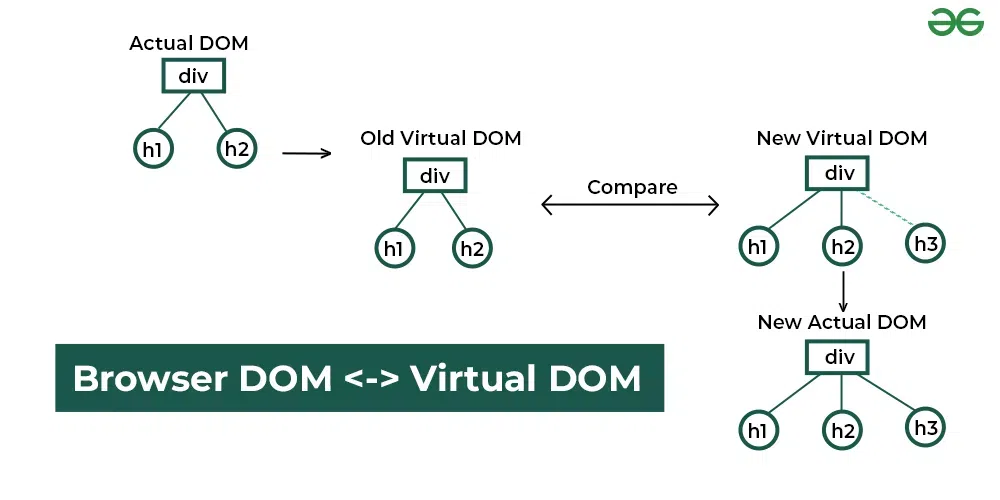 Actual DOM
div
h1
h2
Old Virtual DOM
div
h1
h2
Compare
New Virtual DOM
div
h1
h2
h3
New Actual DOM
div
h1
h2
h3
Browser DOM <-> Virtual DOM